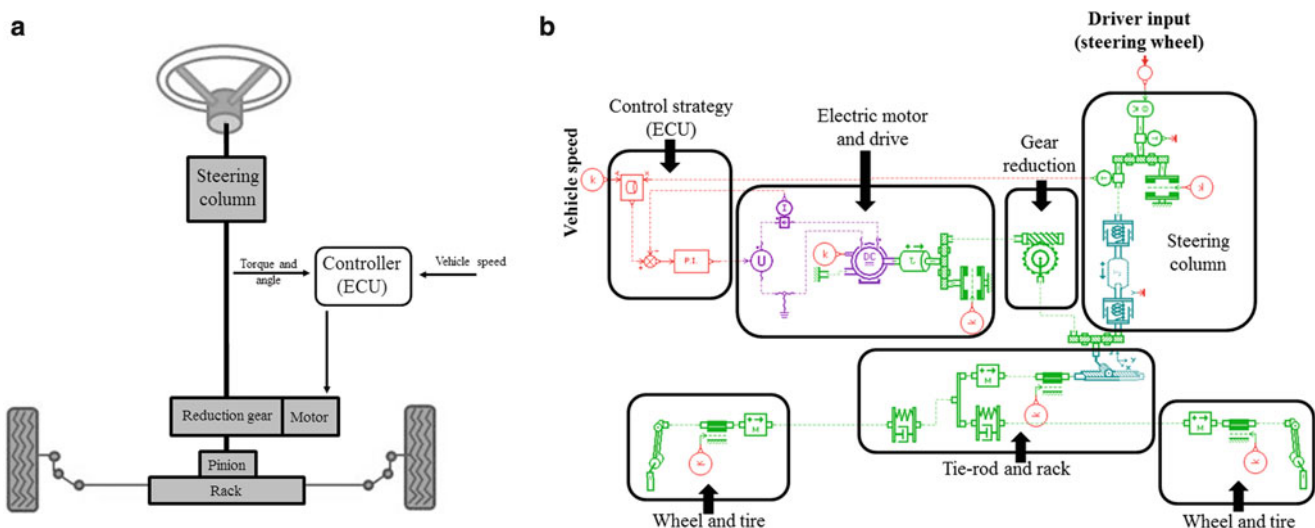 a
Steering
column
Torque and
angle
Controller
(ECU)
Vehicle speed
Reduction gear
Motor
Pinion
Rack
b
Driver input
(steering wheel)
Control strategy
(ECU)
Electric motor
and drive
Gear
reduction
Vehicle speed
k
P.I.
U
I
k
DC
Steering
column
M
M
M
Tie-rod and rack
Wheel and tire
Wheel and tire